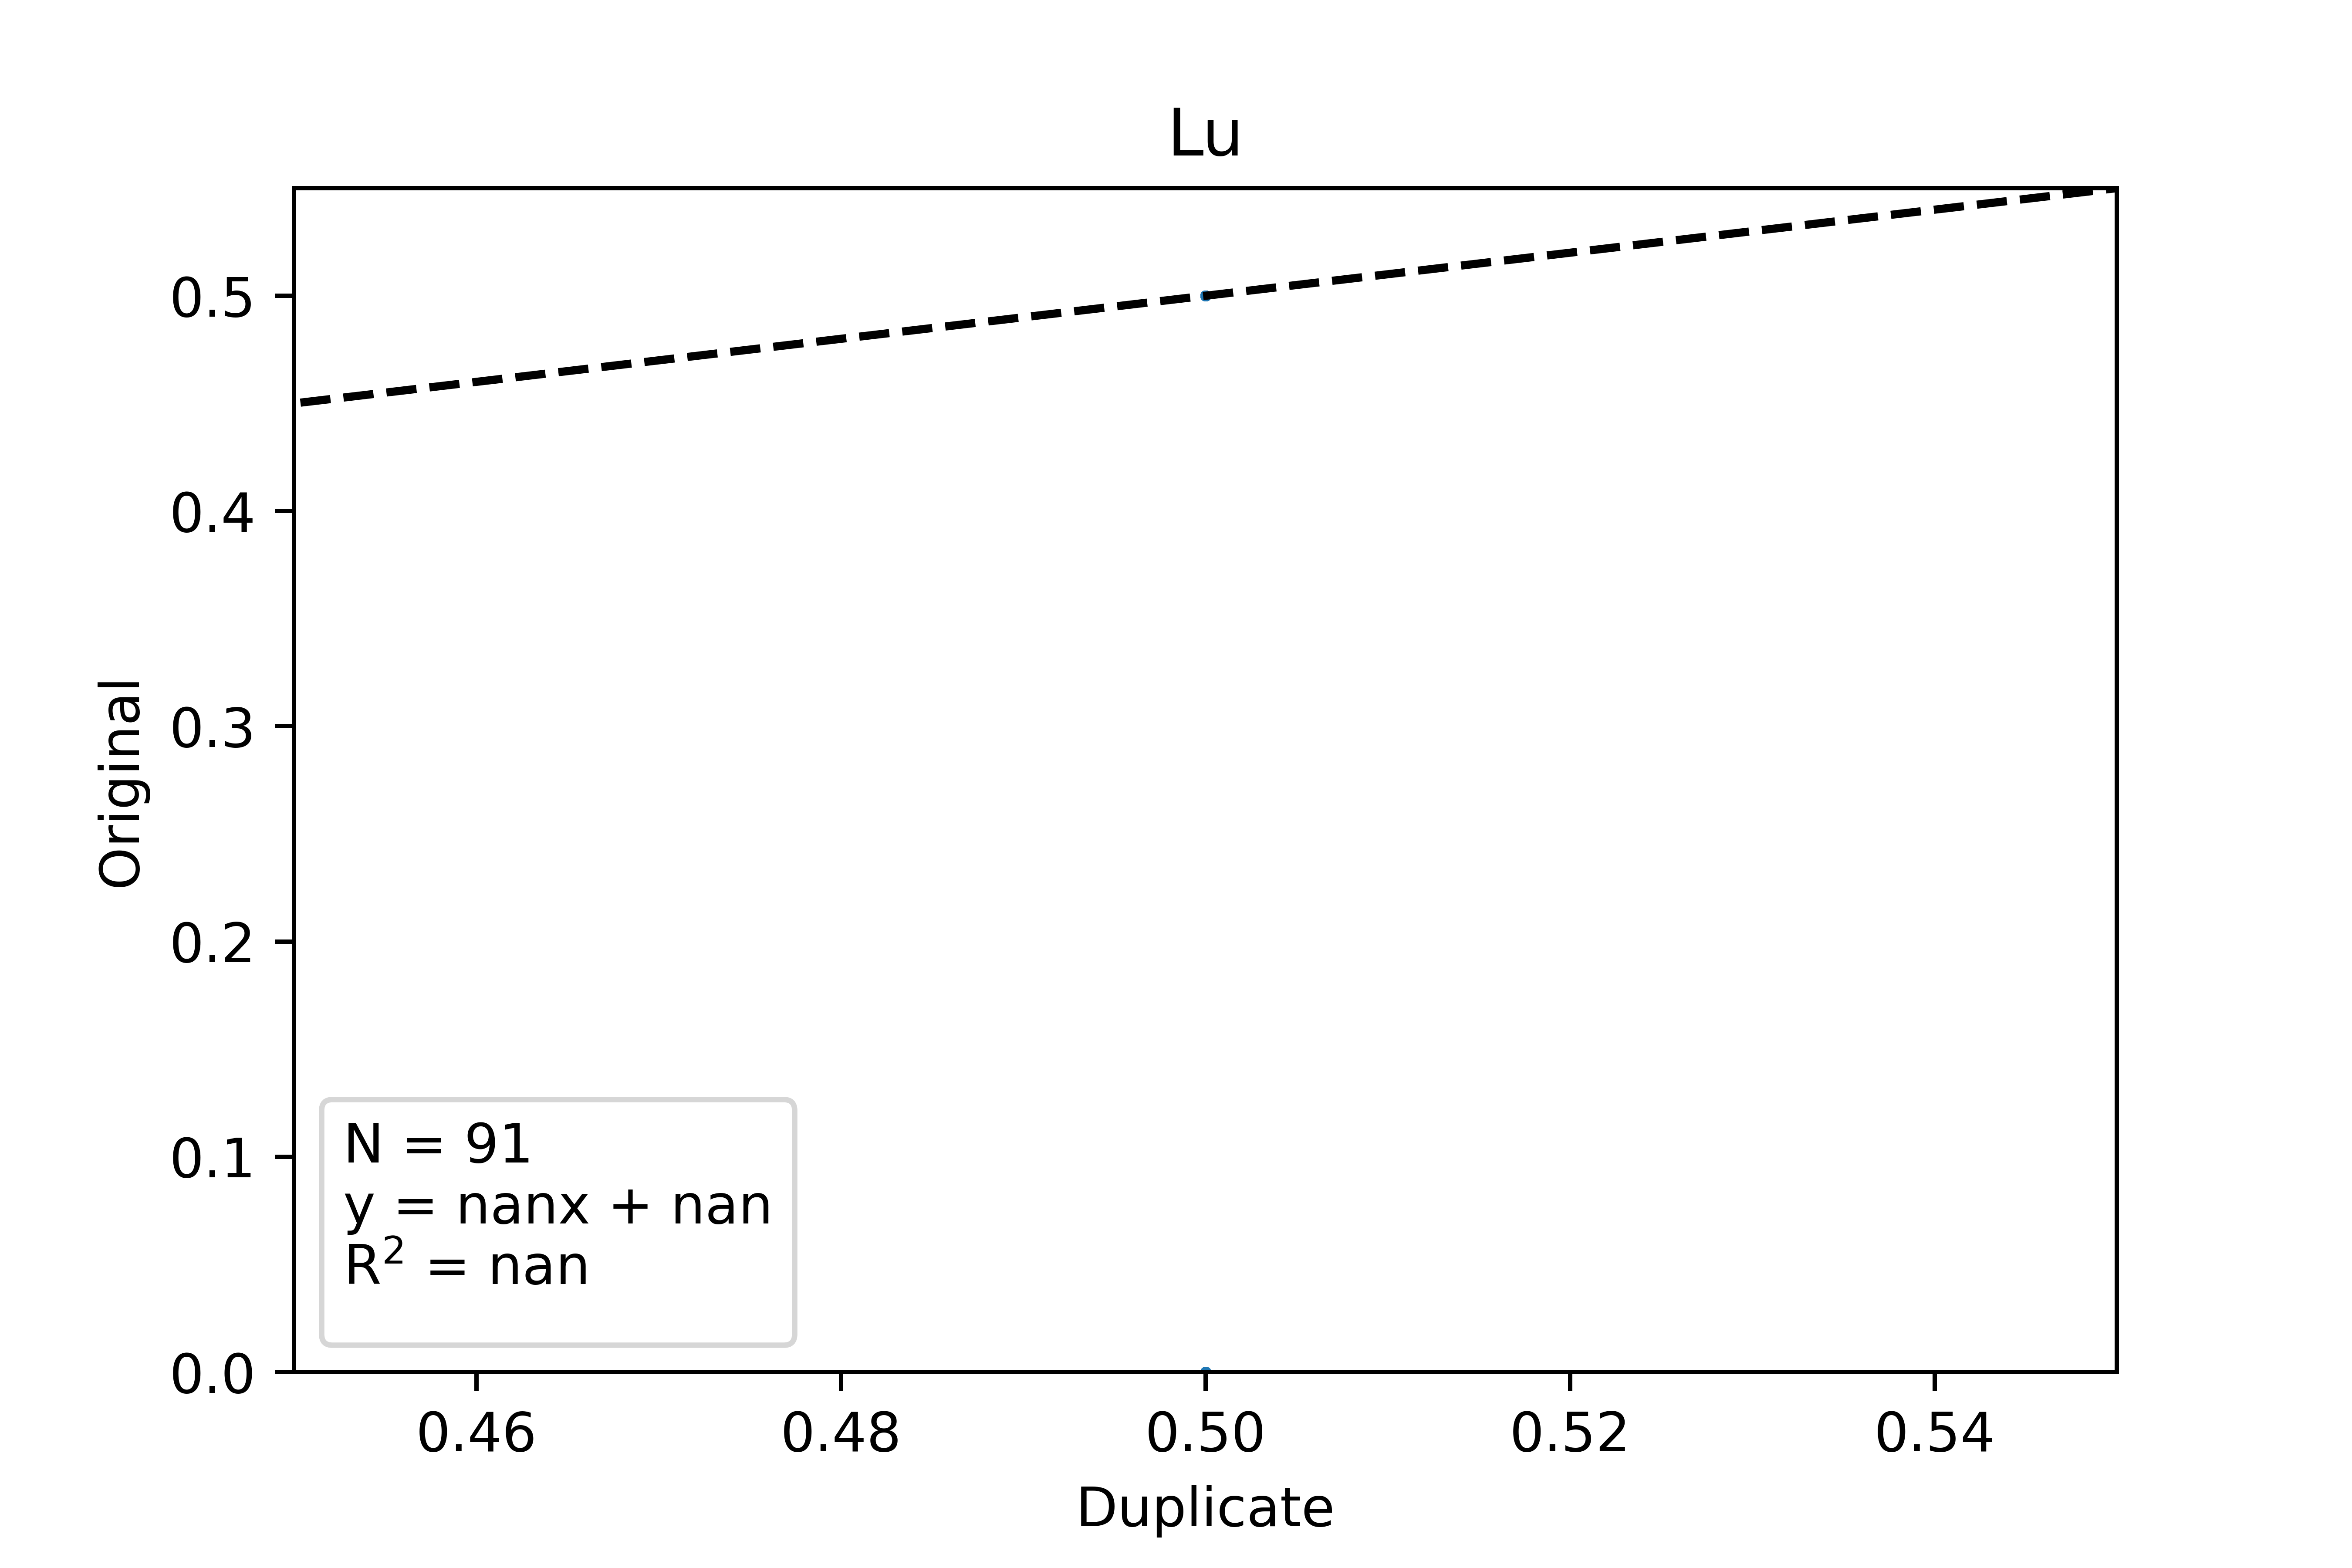 Lu
0.5
0.4
0.3
0.2
0.1
0.0
Original
N = 91
y = nanx + nan
R² = nan
0.46 0.48 0.50 0.52 0.54
Duplicate